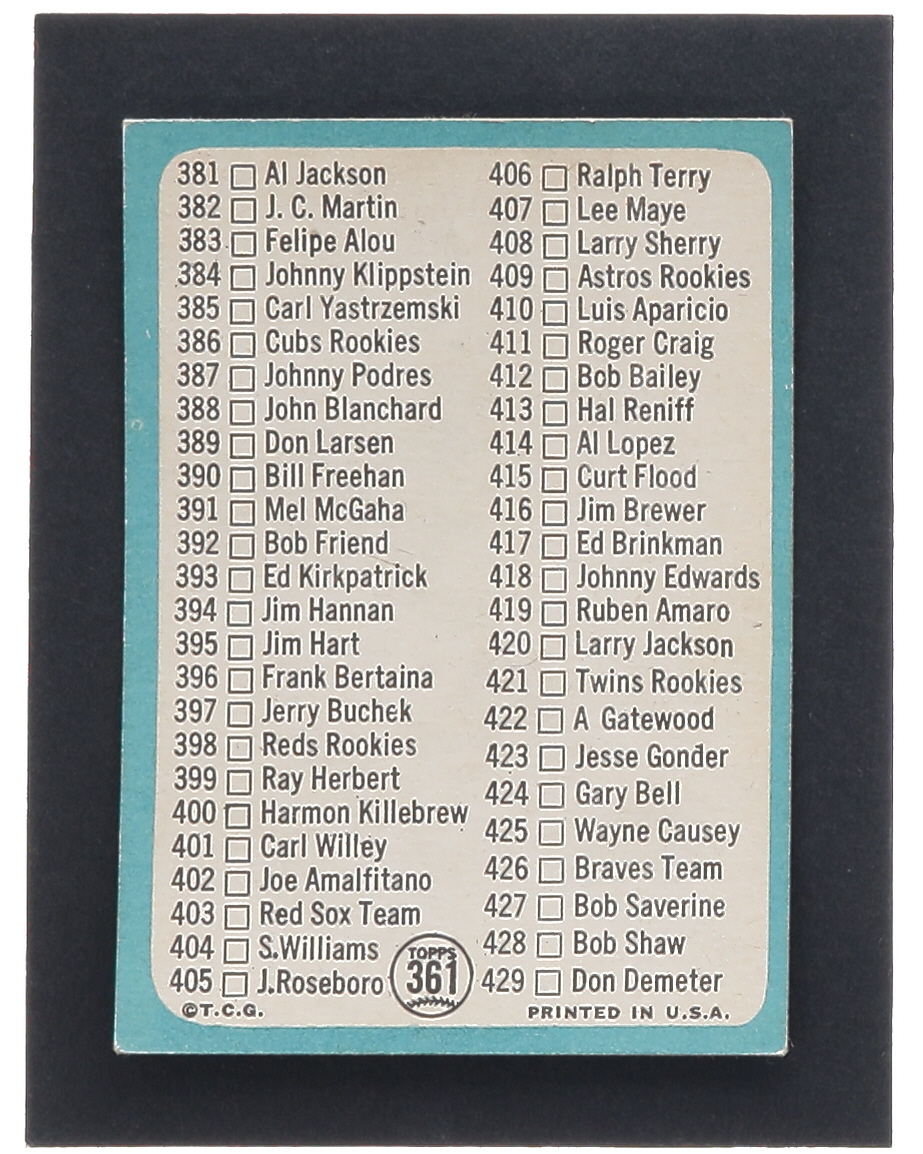 381 Al Jackson
382 J. C. Martin
383 Felipe Alou
384 Johnny Klippstein
385 Carl Yastrzemski
386 Cubs Rookies
387 Johnny Podres
388 John Blanchard
389 Don Larsen
390 Bill Freehan
391 Mel McGaha
392 Bob Friend
393 Ed Kirkpatrick
394 Jim Hannan
395 Jim Hart
396 Frank Bertaina
397 Jerry Buchek
398 Reds Rookies
399 Ray Herbert
400 Harmon Killebrew
401 Carl Willey
402 Joe Amalfitano
403 Red Sox Team
404 S.Williams
405 J.Roseboro
406 Ralph Terry
407 Lee Maye
408 Larry Sherry
409 Astros Rookies
410 Luis Aparicio
411 Roger Craig
412 Bob Bailey
413 Hal Reniff
414 Al Lopez
415 Curt Flood
416 Jim Brewer
417 Ed Brinkman
418 Johnny Edwards
419 Ruben Amaro
420 Larry Jackson
421 Twins Rookies
422 A Gatewood
423 Jesse Gonder
424 Gary Bell
425 Wayne Causey
426 Braves Team
427 Bob Saverine
428 Bob Shaw
429 Don Demeter
TOPPS
361
©T.C.G.
PRINTED IN U.S.A.